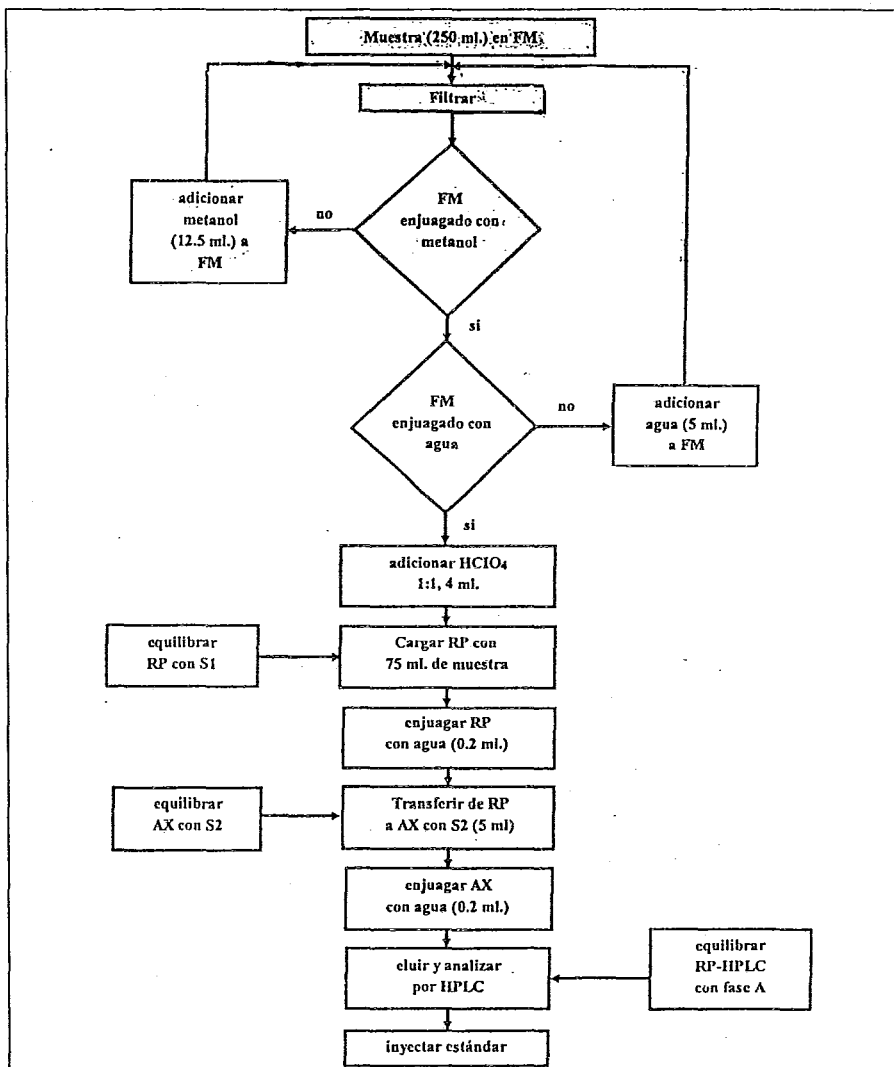 Muestra (250 ml.) en FM
Filtrar
FM
enjuagado con
metanol
no
adicionar
metanol
(12.5 ml.) a
FM
si
FM
enjuagado con
agua
no
adicionar
agua (5 ml.)
a FM
si
adicionar HClO4
1:1, 4 ml.
equilibrar
RP con S1
Cargar RP con
75 ml. de muestra
enjuagar RP
con agua (0.2 ml.)
equilibrar
AX con S2
Transferir de RP
a AX con S2 (5 ml)
enjuagar AX
con agua (0.2 ml.)
eluir y analizar
por HPLC
equilibrar
RP-HPLC
con fase A
inyectar estándar